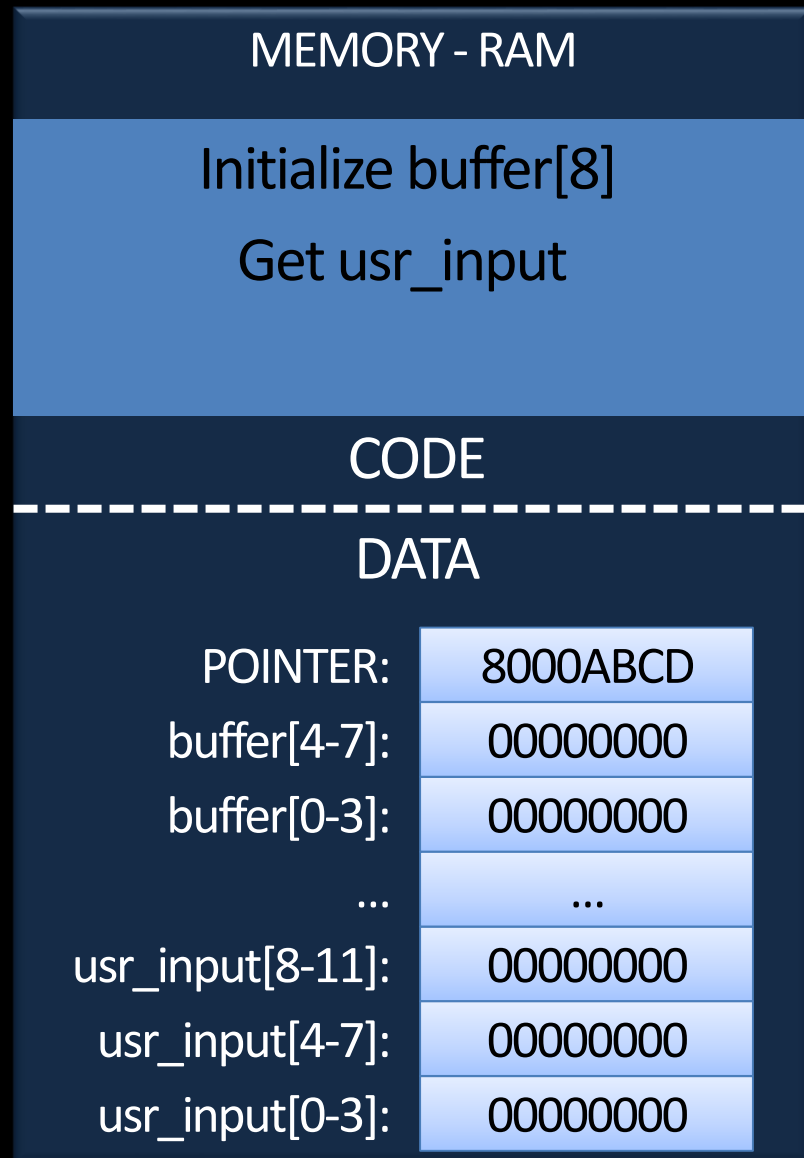 MEMORY - RAM
Initialize buffer[8]
Get usr_input
CODE
DATA
POINTER: 8000ABCD
buffer[4-7]: 00000000
buffer[0-3]: 00000000
... ...
usr_input[8-11]: 00000000
usr_input[4-7]: 00000000
usr_input[0-3]: 00000000